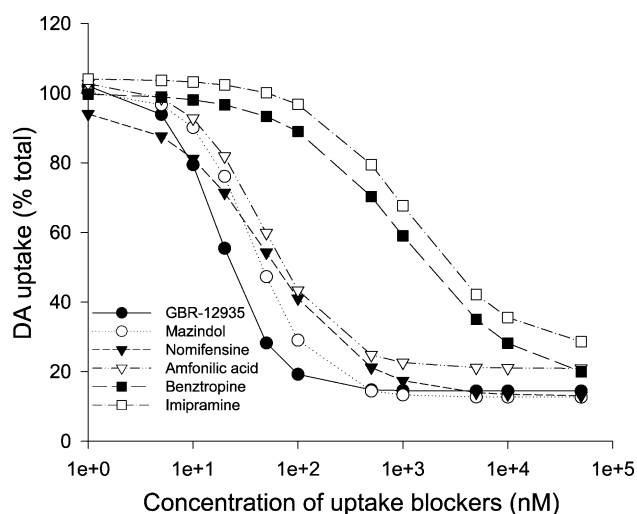 120
100
80
60
40
20
0
DA uptake (% total)
GBR-12935
Mazindol
Nomifensine
Amfonilic acid
Benztropine
Imipramine
1e+0 1e+1 1e+2 1e+3 1e+4 1e+5
Concentration of uptake blockers (nM)